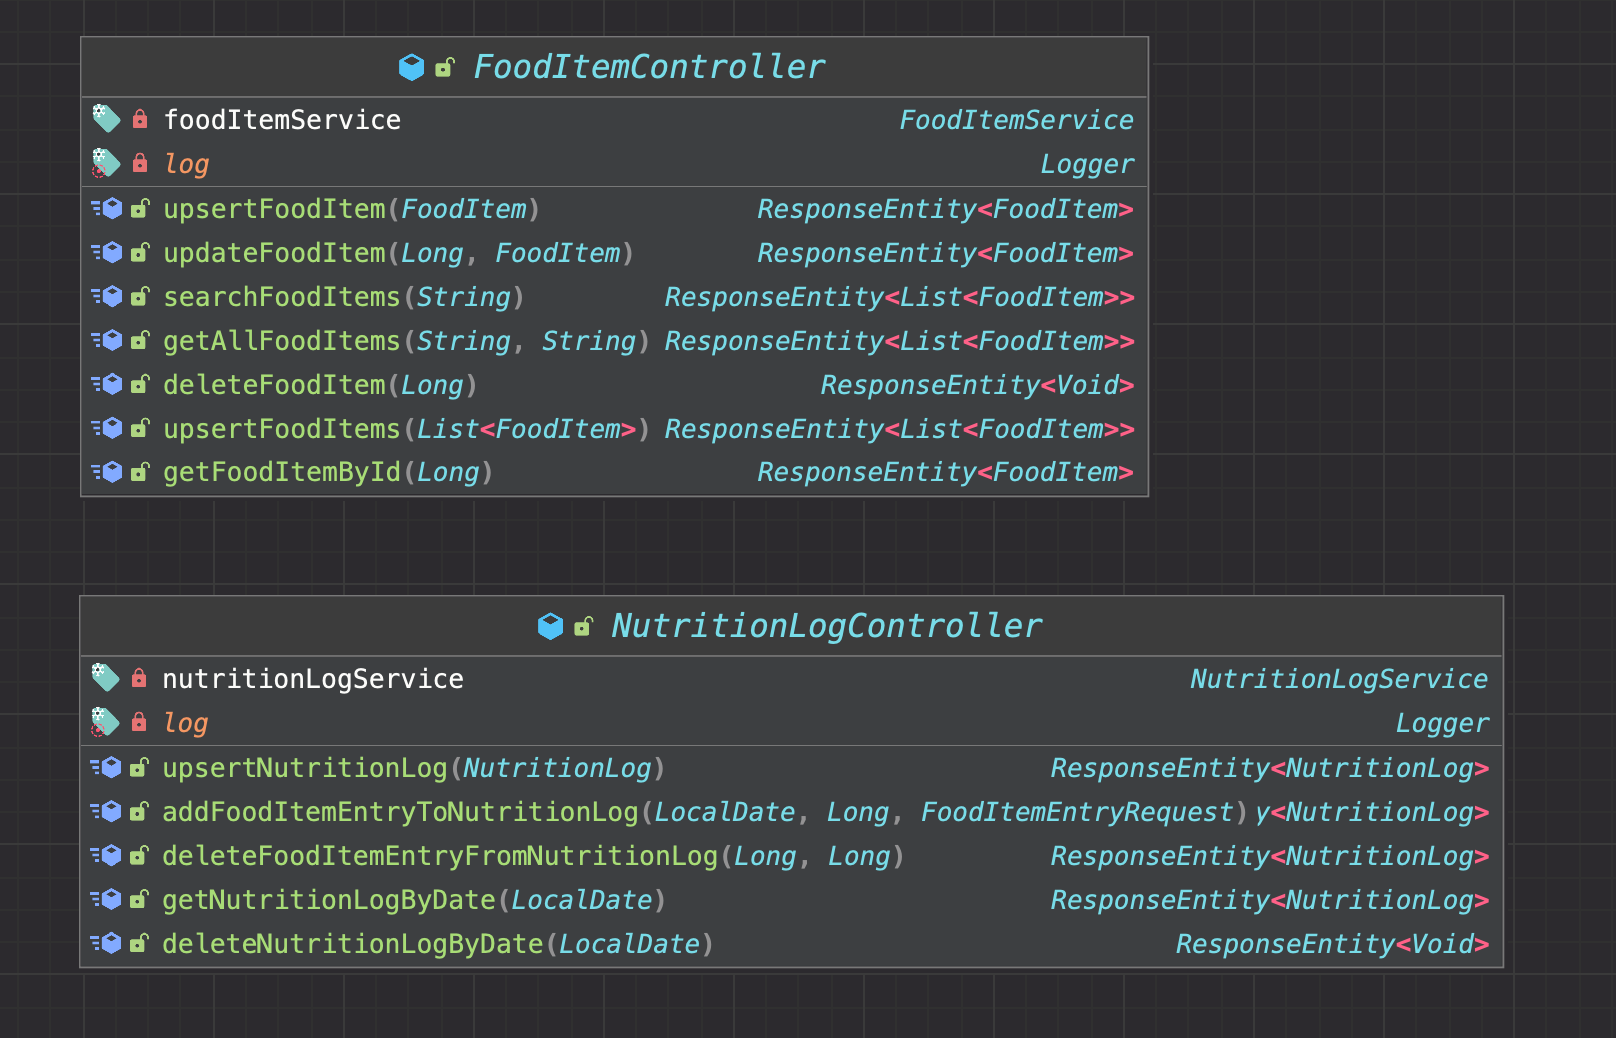 FoodItemController
foodItemService FoodItemService
log Logger
upsertFoodItem(FoodItem) ResponseEntity<FoodItem>
updateFoodItem(Long, FoodItem) ResponseEntity<FoodItem>
searchFoodItems(String) ResponseEntity<List<FoodItem>>
getAllFoodItems(String, String) ResponseEntity<List<FoodItem>>
deleteFoodItem(Long) ResponseEntity<Void>
upsertFoodItems(List<FoodItem>) ResponseEntity<List<FoodItem>>
getFoodItemById(Long) ResponseEntity<FoodItem>
NutritionLogController
nutritionLogService NutritionLogService
log Logger
upsertNutritionLog(NutritionLog) ResponseEntity<NutritionLog>
addFoodItemEntryToNutritionLog(LocalDate, Long, FoodItemEntryRequest) y<NutritionLog>
deleteFoodItemEntryFromNutritionLog(Long, Long) ResponseEntity<NutritionLog>
getNutritionLogByDate(LocalDate) ResponseEntity<NutritionLog>
deleteNutritionLogByDate(LocalDate) ResponseEntity<Void>